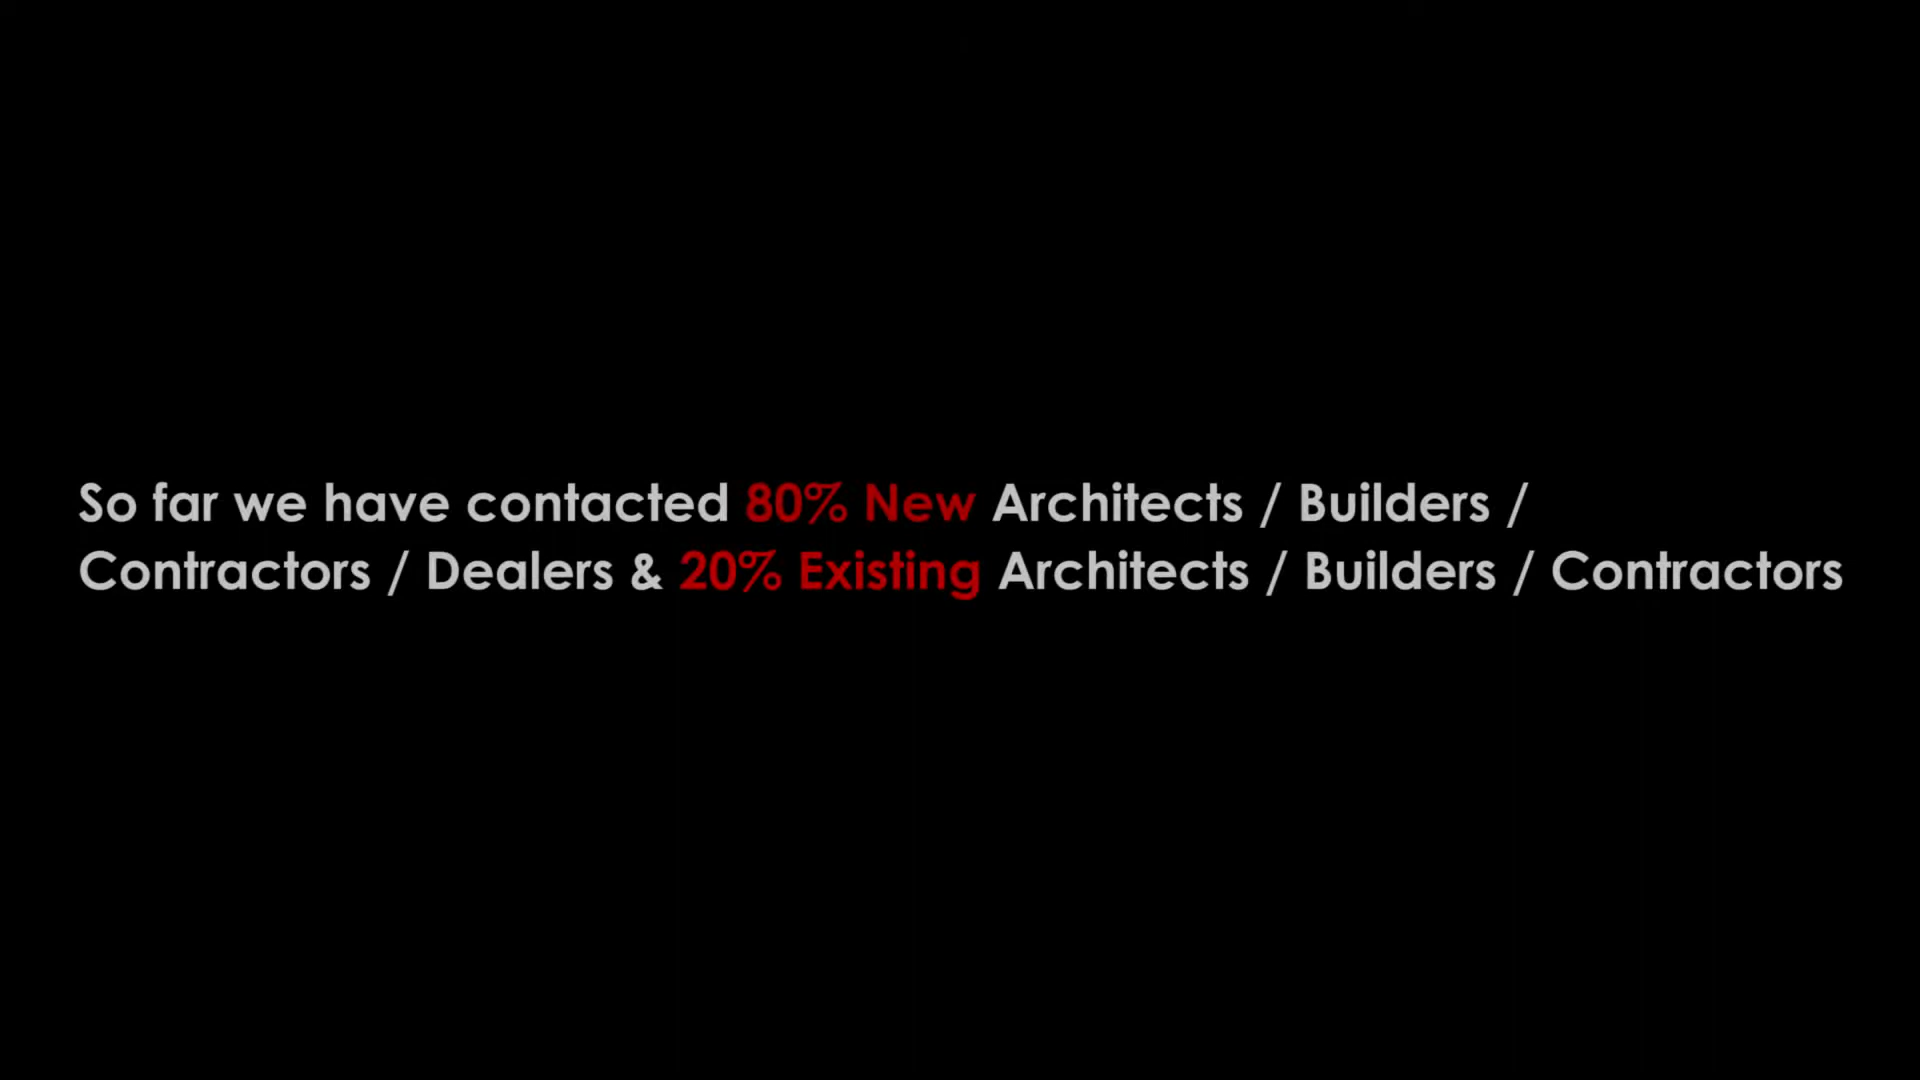 So far we have contacted 80% New Architects / Builders /
Contractors / Dealers & 20% Existing Architects / Builders / Contractors